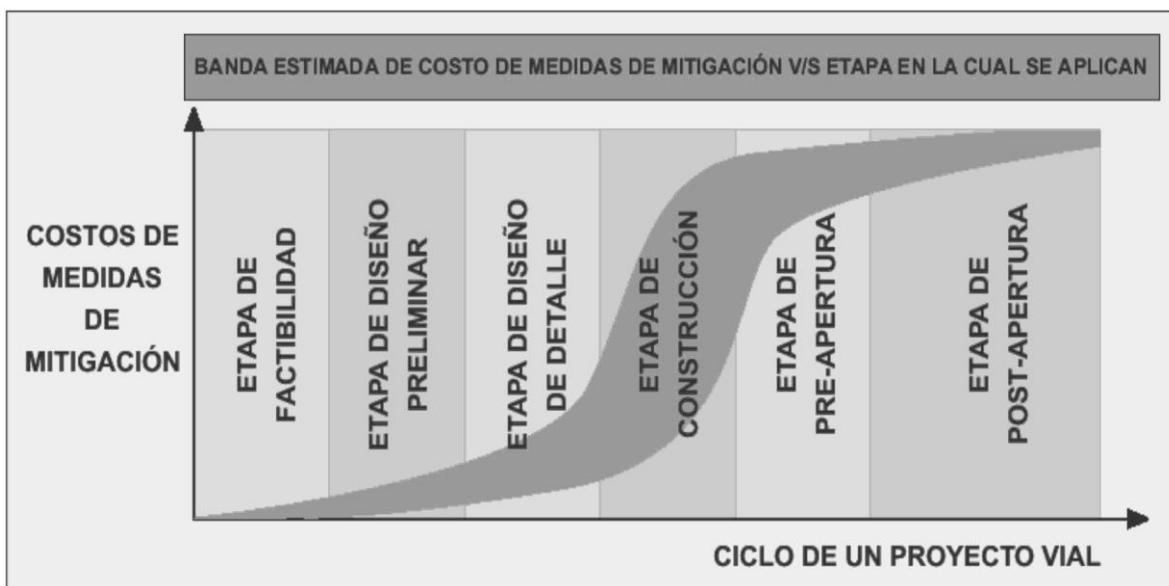 BANDA ESTIMADA DE COSTO DE MEDIDAS DE MITIGACIÓN V/S ETAPA EN LA CUAL SE APLICAN
COSTOS DE
MEDIDAS
DE
MITIGACIÓN
ETAPA DE
FACTIBILIDAD
ETAPA DE DISEÑO
PRELIMINAR
ETAPA DE DISEÑO
DE DETALLE
ETAPA DE
CONSTRUCCIÓN
ETAPA DE
PRE-APERTURA
ETAPA DE
POST-APERTURA
CICLO DE UN PROYECTO VIAL